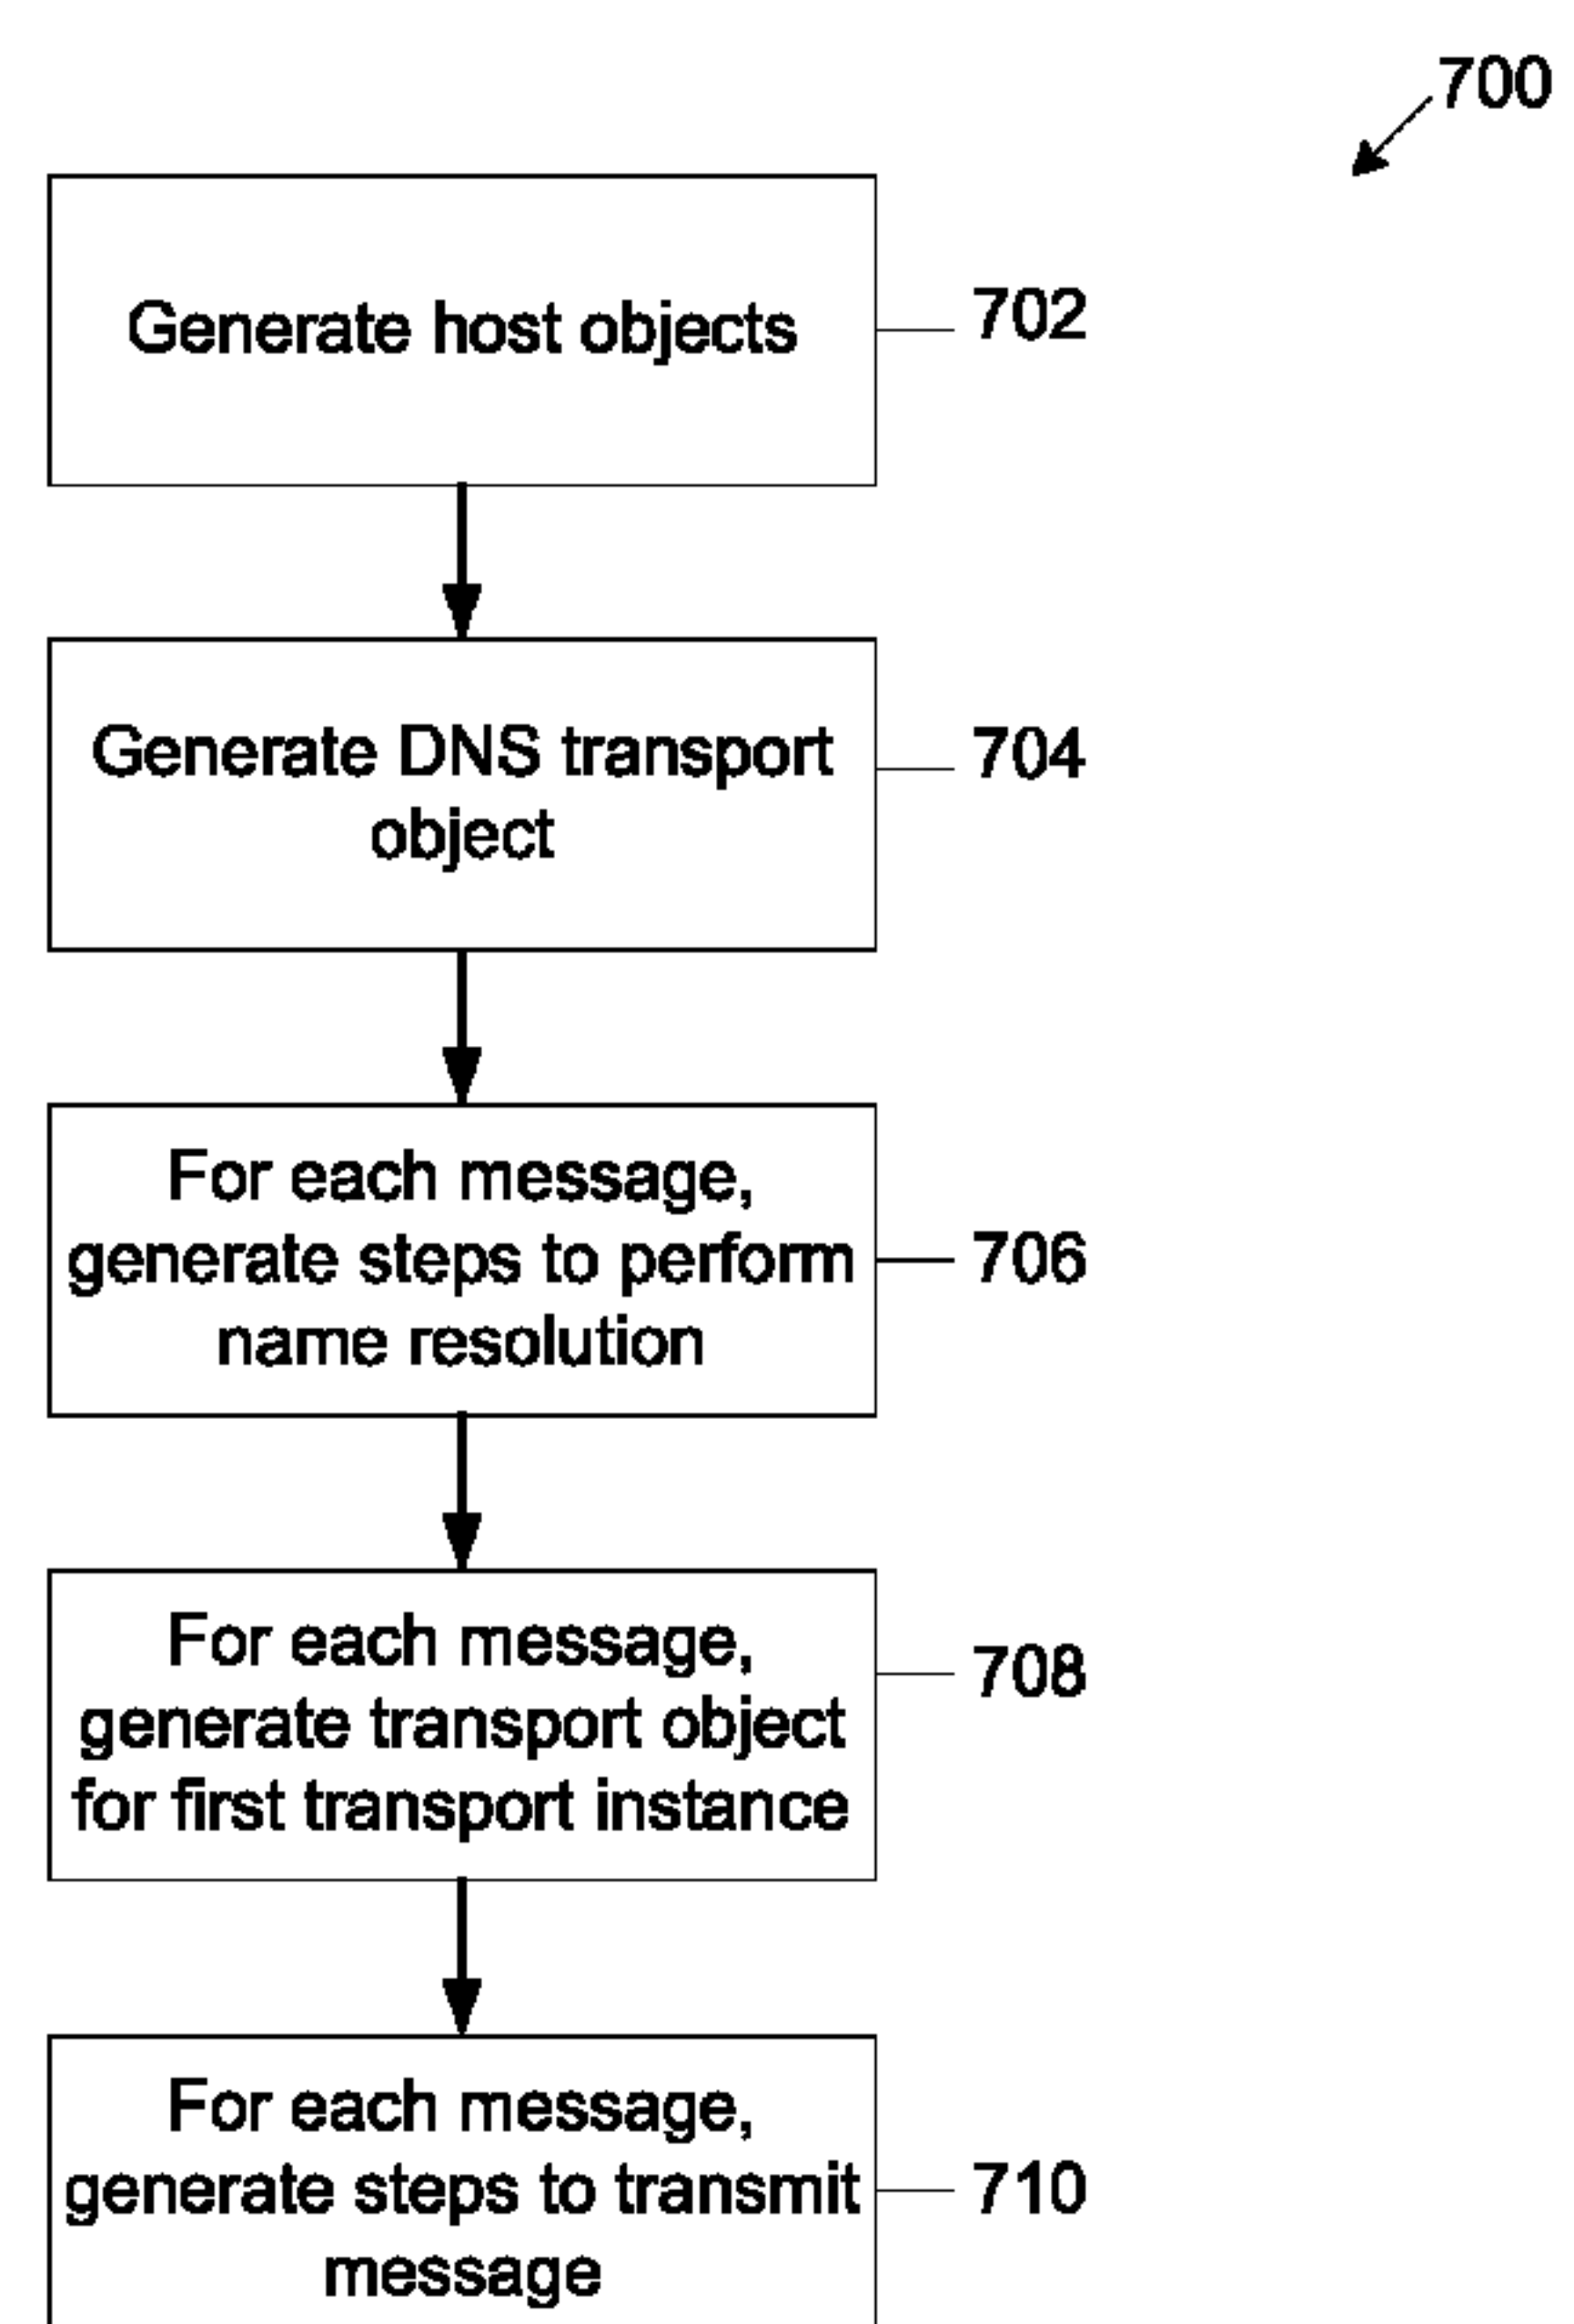 700
Generate host objects
702
Generate DNS transport
object
704
For each message,
generate steps to perform
name resolution
706
For each message,
generate transport object
for first transport instance
708
For each message,
generate steps to transmit
message
710